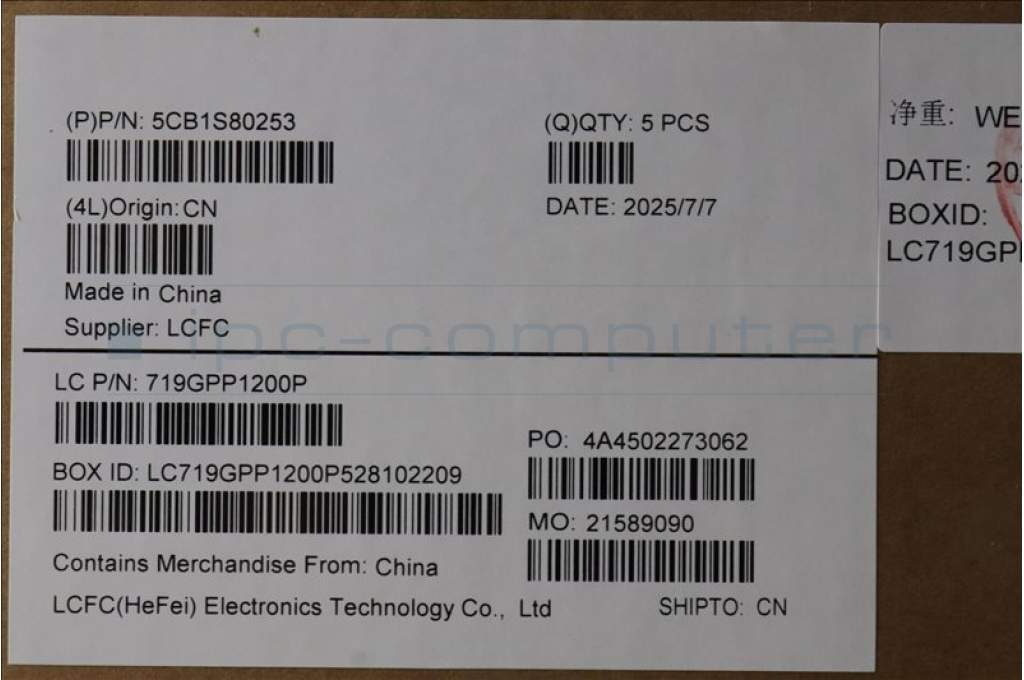 (P)P/N: 5CB1S80253
(Q)QTY: 5 PCS
(4L)Origin: CN
DATE: 2025/7/7
Made in China
Supplier: LCFC
ipc-computer
LC P/N: 719GPP1200P
PO: 4A4502273062
BOX ID: LC719GPP1200P528102209
MO: 21589090
Contains Merchandise From: China
LCFC(HeFei) Electronics Technology Co., Ltd
SHIPTO: CN
净重: WE
DATE: 20
BOXID:
LC719GP